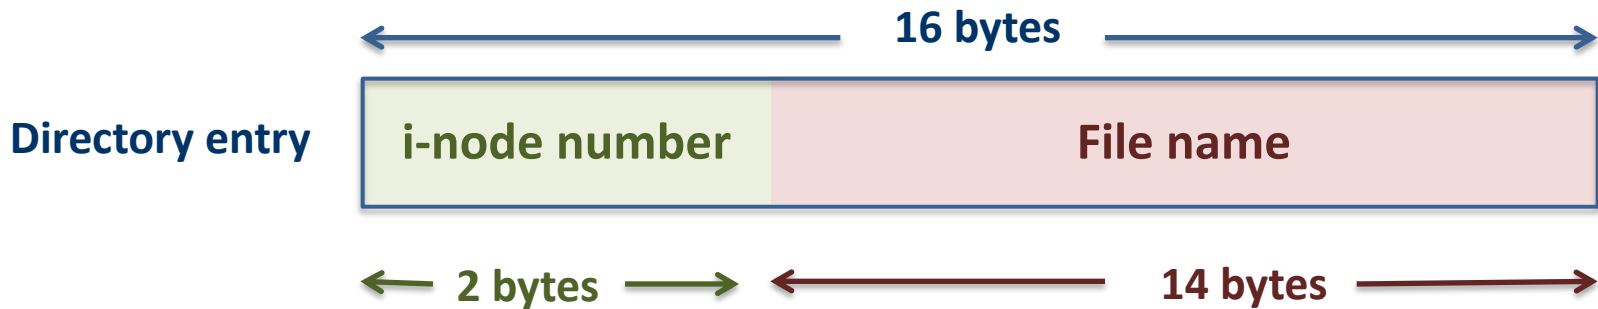 16 bytes
Directory entry
i-node number
File name
2 bytes
14 bytes